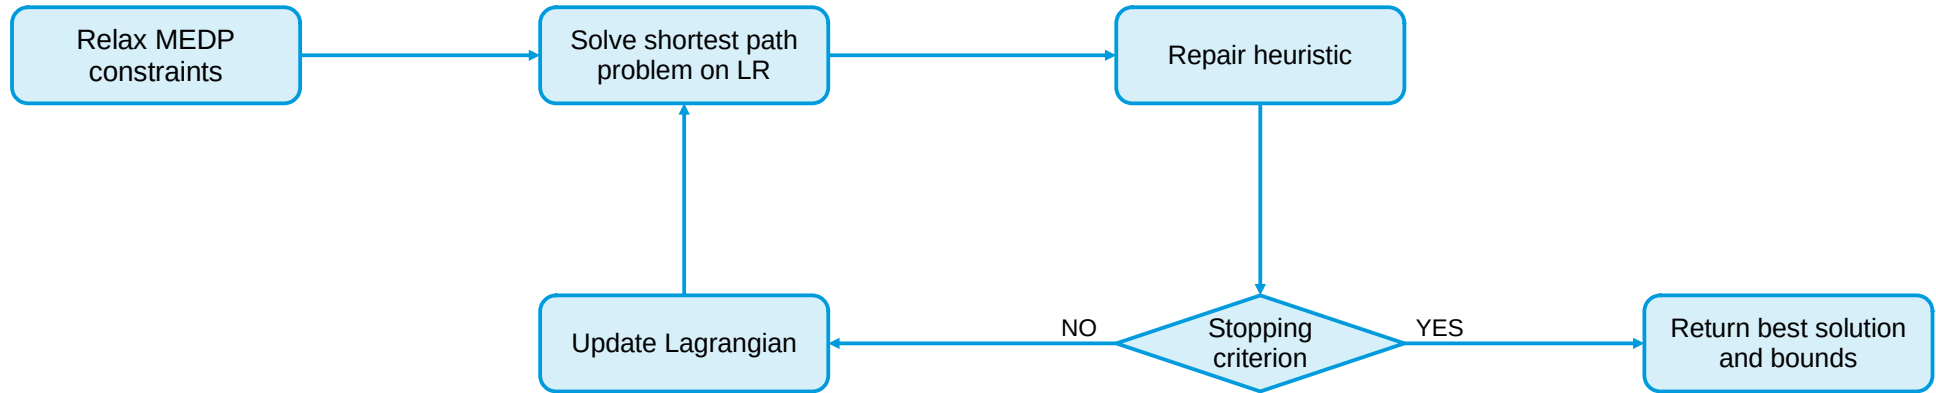 Relax MEDP
constraints
Solve shortest path
problem on LR
Repair heuristic
Update Lagrangian
NO
Stopping
criterion
YES
Return best solution
and bounds